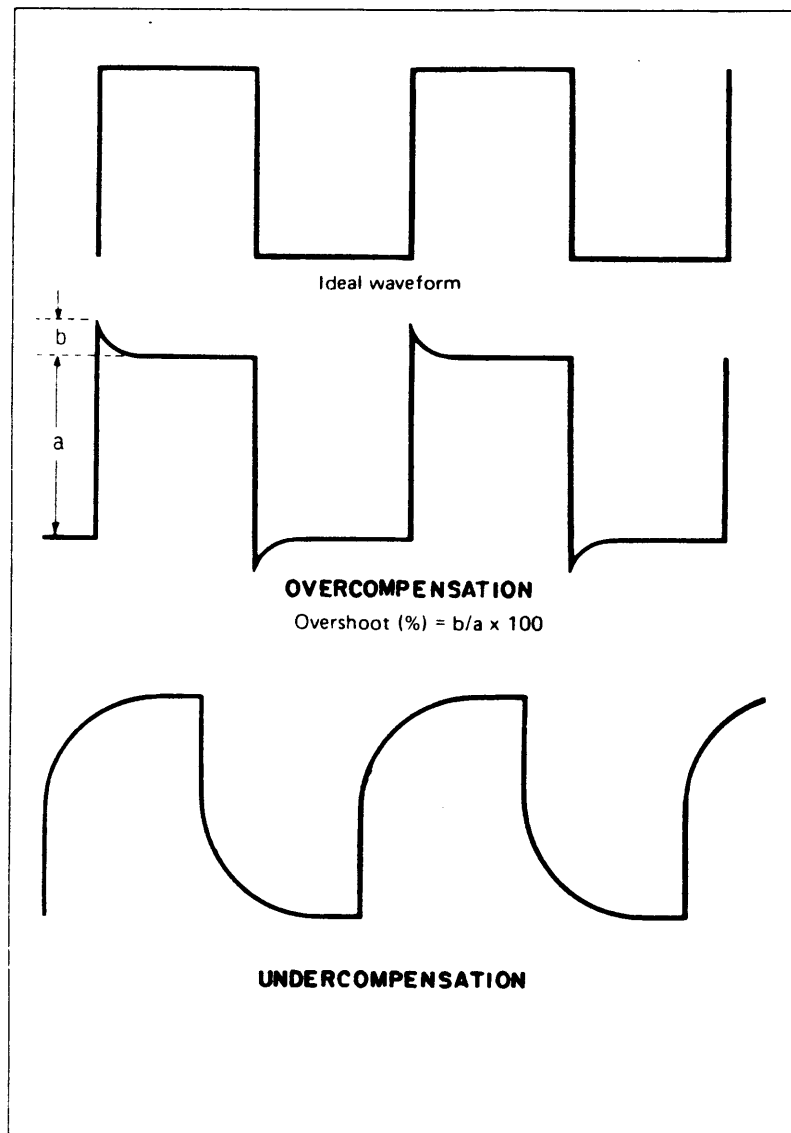 Ideal waveform
b
a
OVERCOMPENSATION
Overshoot (%) = b/a x 100
UNDERCOMPENSATION